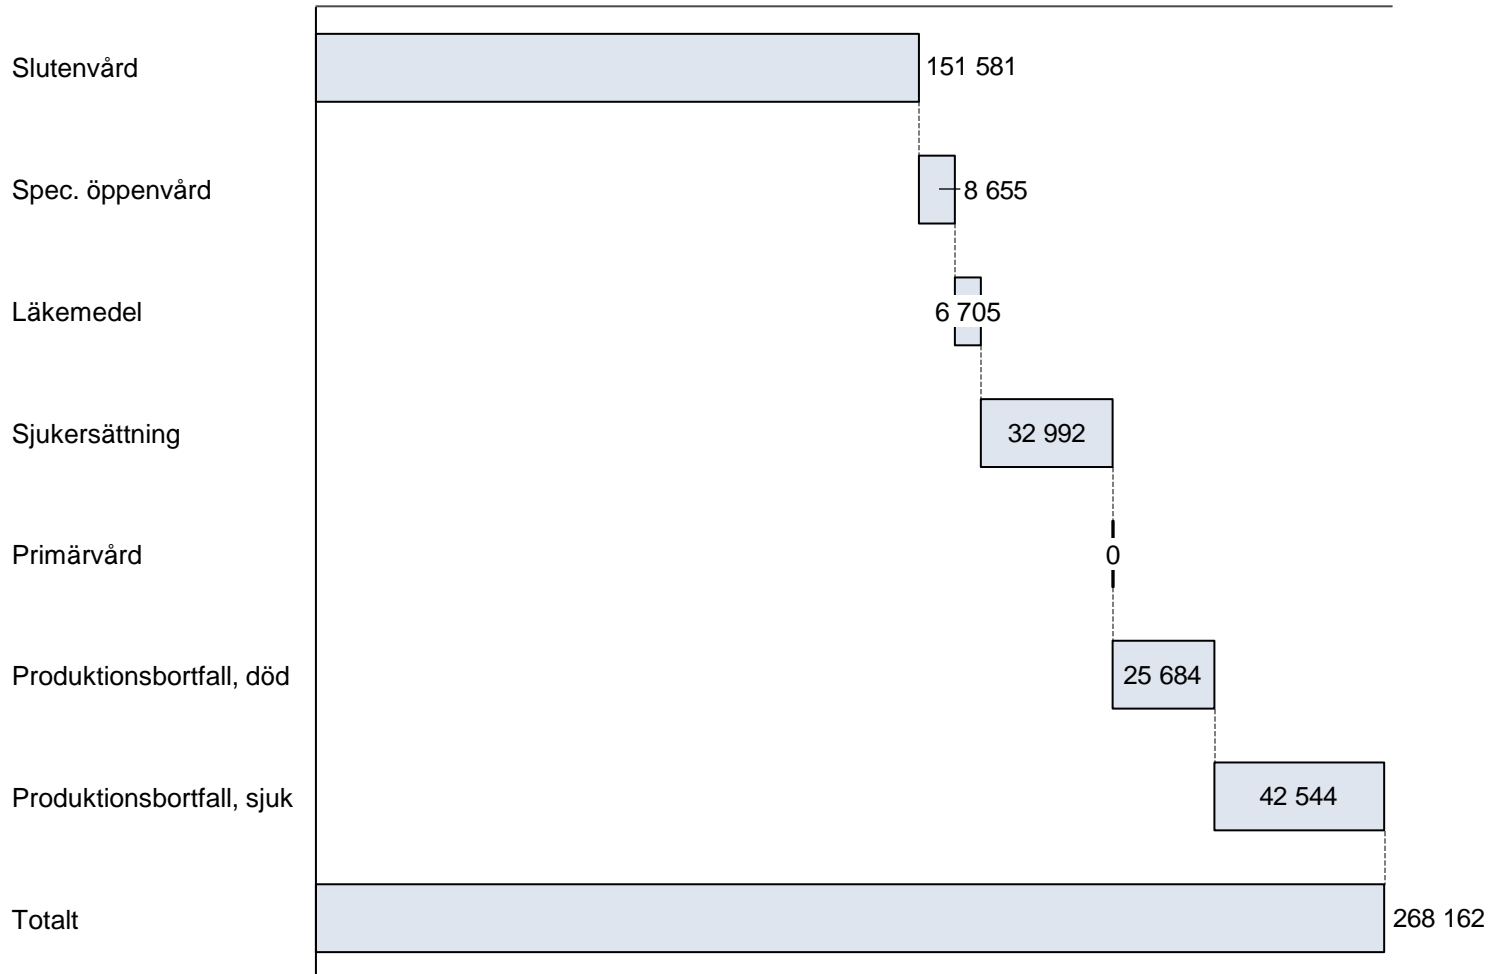 Slutenvård
151 581
Spec. öppenvård
8 655
Läkemedel
6 705
Sjukersättning
32 992
Primärvård
0
Produktionsbortfall, död
25 684
Produktionsbortfall, sjuk
42 544
Totalt
268 162